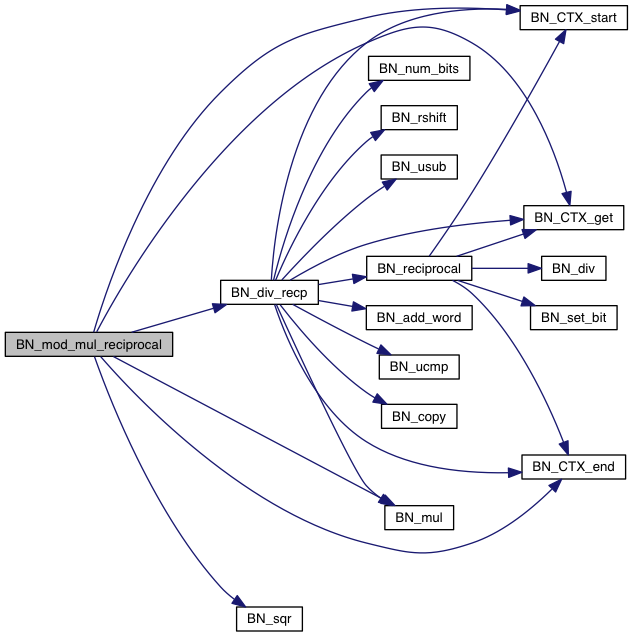 BN_CTX_start
BN_num_bits
BN_rshift
BN_usub
BN_CTX_get
BN_reciprocal
BN_div
BN_div_recp
BN_add_word
BN_set_bit
BN_mod_mul_reciprocal
BN_ucmp
BN_copy
BN_CTX_end
BN_mul
BN_sqr